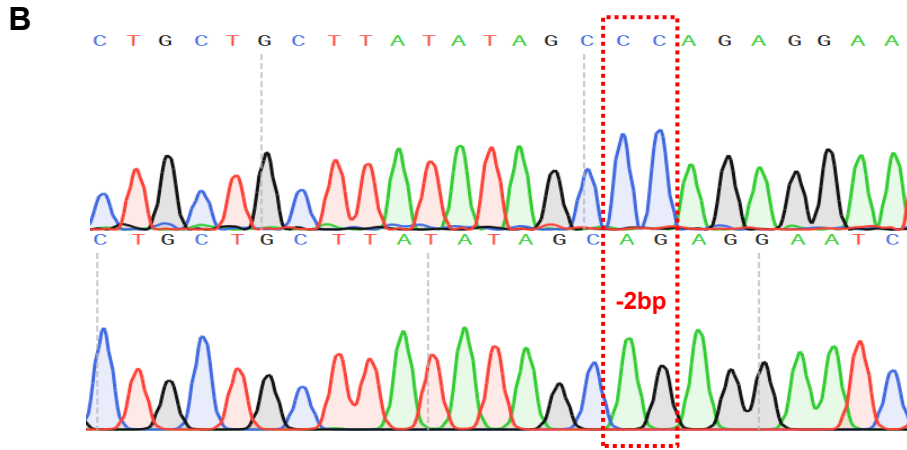 B
C T G C T G C T T A T A T A G C C C A G A G G A A
C T G C T G C T T A T A T A G C A G A G G A A T C
-2bp